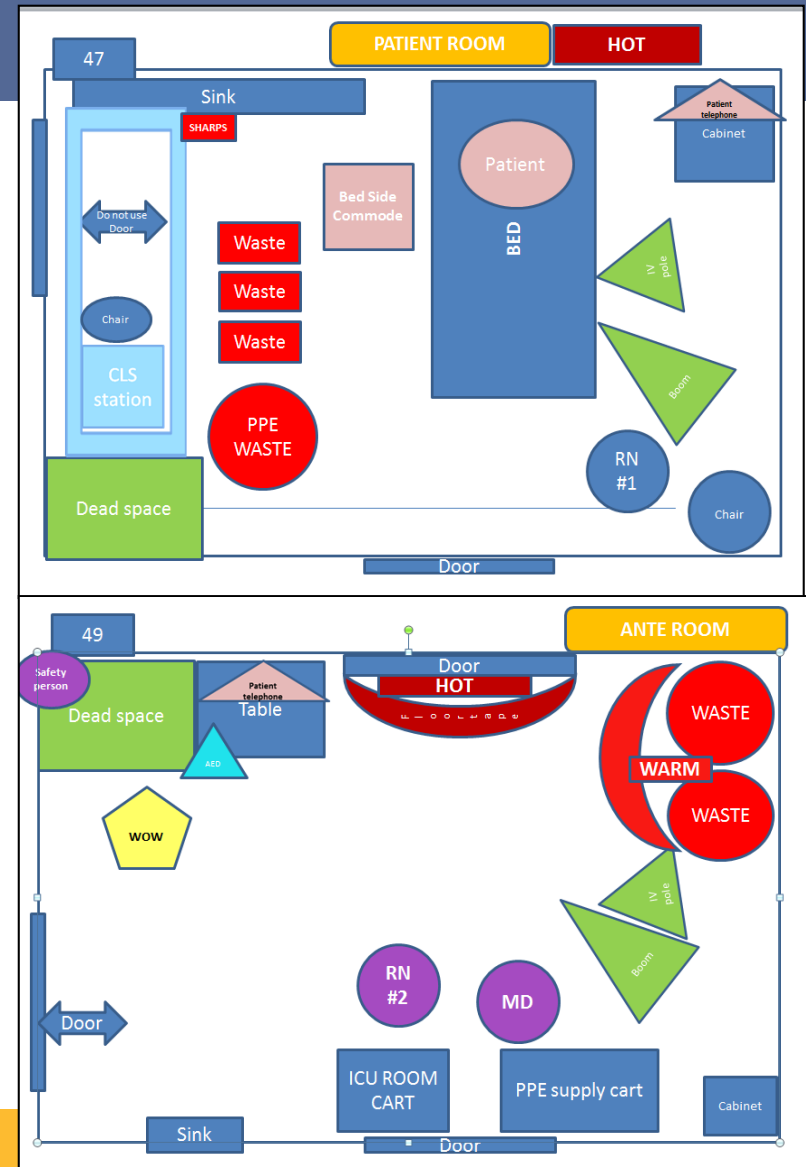 PATIENT ROOM
HOT
47
Sink
SHARPS
Patient
telephone
Cabinet
Patient
BED
Bed Side
Commode
Do not use
Door
Waste
Waste
Waste
IV
pole
Chair
CLS
station
Boom
PPE
WASTE
RN
#1
Dead space
Chair
Door
49
ANTE ROOM
Safety
person
Dead space
Patient
telephone
Table
AED
Door
HOT
Floor tape
WASTE
WARM
WASTE
WOW
IV
pole
Boom
RN
#2
MD
Door
ICU ROOM
CART
PPE supply cart
Cabinet
Sink
Door